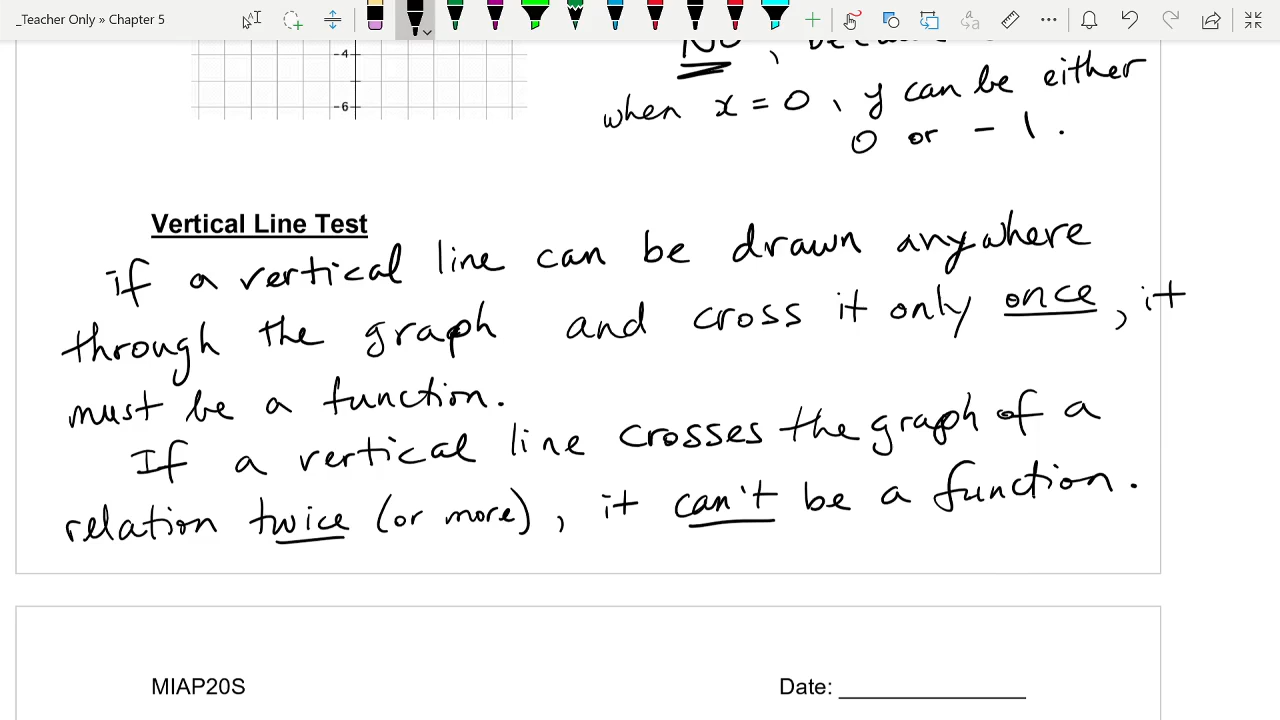 _Teacher Only » Chapter 5
-4
-6
No,
when x = 0, y can be either
0 or -1.
Vertical Line Test
if a vertical line can be drawn anywhere
through the graph and cross it only once, it
must be a function.
If a vertical line crosses the graph of a
relation twice (or more), it can't be a function.
MIAP20S
Date: